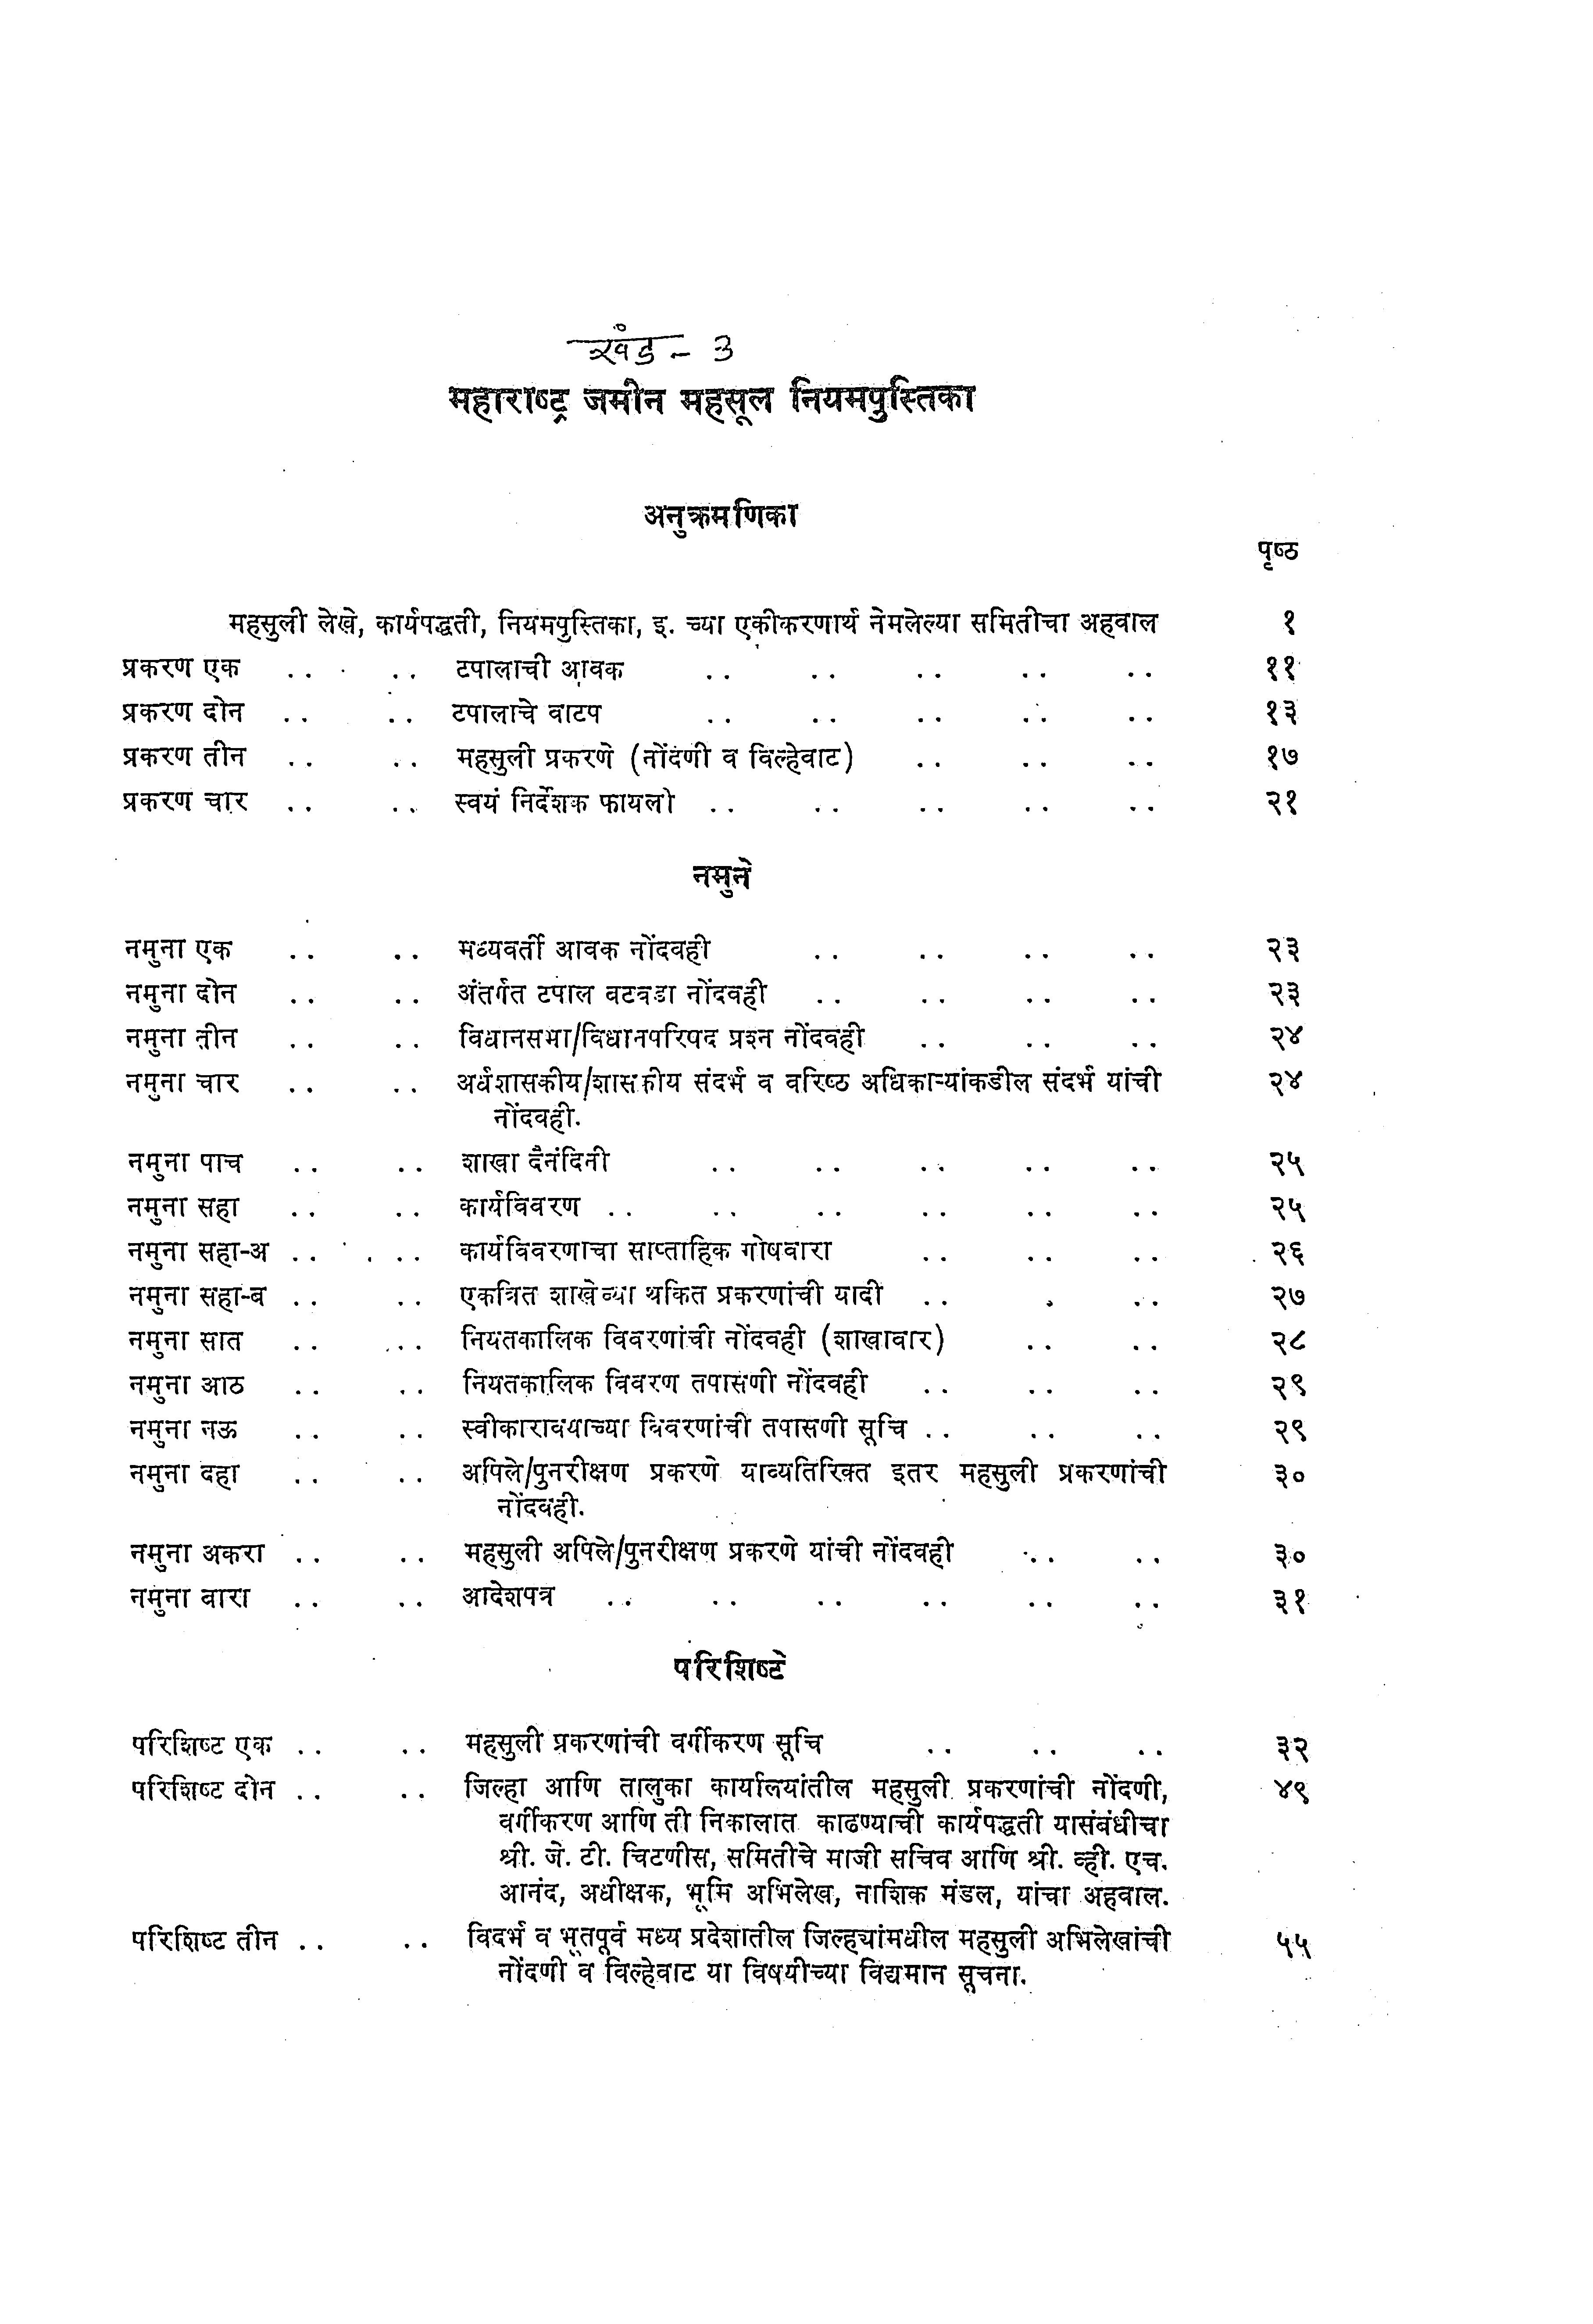 खंड - 3
महाराष्ट्र जमीन महसूल नियमपुस्तिका
अनुक्रमणिका
पृष्ठ
महसुली लेखे, कार्यपद्धती, नियमपुस्तिका, इ. च्या एकीकरणार्थ नेमलेल्या समितीचा अहवाल १
प्रकरण एक .. .. टपालाची आवक .. .. .. .. .. ११
प्रकरण दोन .. .. टपालाचे वाटप .. .. .. .. .. १३
प्रकरण तीन .. .. महसुली प्रकरणे (नोंदणी व विल्हेवाट) .. .. .. १७
प्रकरण चार .. .. स्वयं निर्देशक फायली .. .. .. .. .. २१
नमुने
नमुना एक .. .. मध्यवर्ती आवक नोंदवही .. .. .. .. २३
नमुना दोन .. .. अंतर्गत टपाल वटवडा नोंदवही .. .. .. .. २३
नमुना तीन .. .. विधानसभा/विधानपरिषद प्रश्न नोंदवही .. .. .. २४
नमुना चार .. .. अर्धशासकीय/शासकीय संदर्भ व वरिष्ठ अधिकाऱ्यांकडील संदर्भ यांची २४
नोंदवही.
नमुना पाच .. .. शाखा दैनंदिनी .. .. .. .. .. २५
नमुना सहा .. .. कार्यविवरण .. .. .. .. .. .. २५
नमुना सहा-अ .. .. कार्यविवरणाचा साप्ताहिक गोषवारा .. .. .. २६
नमुना सहा-ब .. .. एकत्रित शाखेच्या थकित प्रकरणांची यादी .. . .. २७
नमुना सात .. .. नियतकालिक विवरणांची नोंदवही (शाखावार) .. .. २८
नमुना आठ .. .. नियतकालिक विवरण तपासणी नोंदवही .. .. .. २९
नमुना नऊ .. .. स्वीकारावयाच्या विवरणांची तपासणी सूचि .. .. .. २९
नमुना दहा .. .. अपिले/पुनरीक्षण प्रकरणे याव्यतिरिक्त इतर महसुली प्रकरणांची ३०
नोंदवही.
नमुना अकरा .. .. महसुली अपिले/पुनरीक्षण प्रकरणे यांची नोंदवही .. .. ३०
नमुना बारा .. .. आदेशपत्र .. .. .. .. .. .. ३१
परिशिष्टे
परिशिष्ट एक .. .. महसुली प्रकरणांची वर्गीकरण सूचि .. .. .. ३२
परिशिष्ट दोन .. .. जिल्हा आणि तालुका कार्यालयांतील महसुली प्रकरणांची नोंदणी, ४९
वर्गीकरण आणि ती निकालात काढण्याची कार्यपद्धती यासंबंधीचा
श्री. जे. टी. चिटणीस, समितीचे माजी सचिव आणि श्री. व्ही. एच.
आनंद, अधीक्षक, भूमि अभिलेख, नाशिक मंडल, यांचा अहवाल.
परिशिष्ट तीन .. .. विदर्भ व भूतपूर्व मध्य प्रदेशातील जिल्ह्यांमधील महसुली अभिलेखांची ५५
नोंदणी व विल्हेवाट या विषयीच्या विद्यमान सूचना.